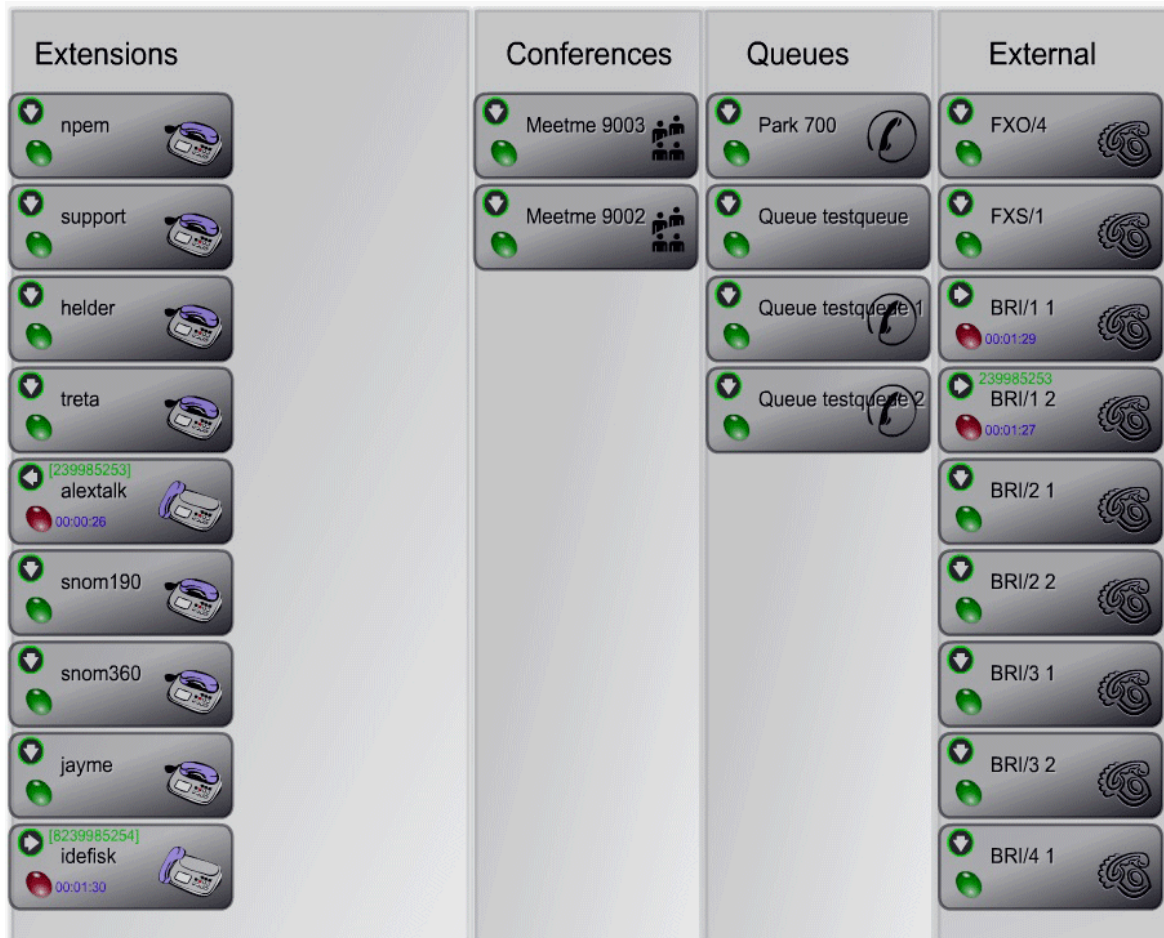 Extensions
npem
support
helder
treta
[239985253]
alextalk
00:00:26
snom190
snom360
jayme
[8239985254]
idefisk
00:01:30
Conferences
Meetme 9003
Meetme 9002
Queues
Park 700
Queue testqueue
Queue testqueue 1
Queue testqueue 2
External
FXO/4
FXS/1
BRI/1 1
00:01:29
239985253
BRI/1 2
00:01:27
BRI/2 1
BRI/2 2
BRI/3 1
BRI/3 2
BRI/4 1